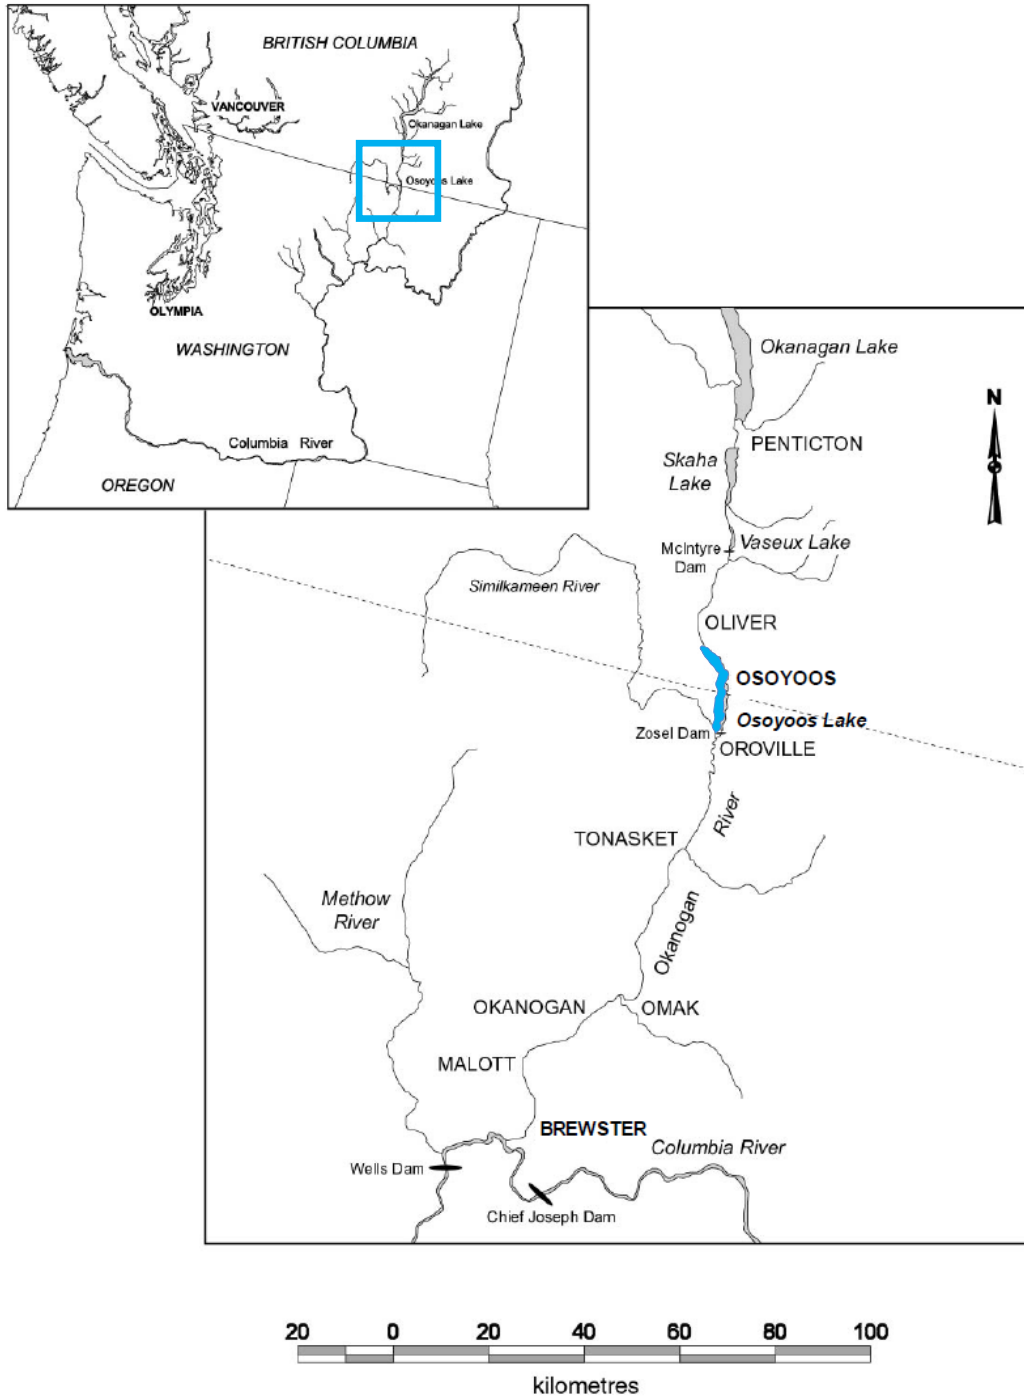 BRITISH COLUMBIA
VANCOUVER
Okanagan Lake
Osoyoos Lake
OLYMPIA
WASHINGTON
Columbia River
OREGON
Okanagan Lake
N
PENTICTON
Skaha
Lake
Vaseux Lake
McIntyre
Dam
Similkameen River
OLIVER
OSOYOOS
Osoyoos Lake
Zosel Dam
OROVILLE
River
TONASKET
Methow
River
Okanogan
OKANOGAN
OMAK
MALOTT
BREWSTER
Columbia River
Wells Dam
Chief Joseph Dam
20 0 20 40 60 80 100
kilometres